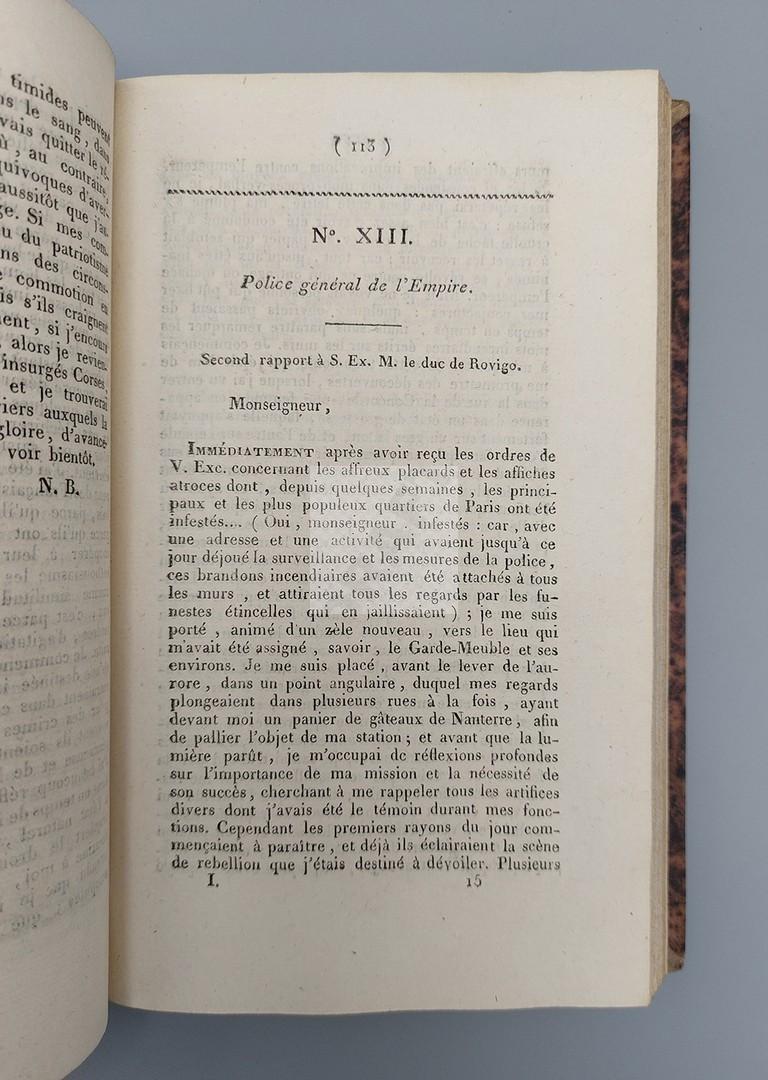 timides peuvent
le sang, dans
vais quitter le
au contraire,
quivoques d'avec
aussitôt que j'au-
Si mes com-
du patriotisme
des circons-
commotion en
s'ils craignent
si j'encoure
alors je revien-
insurgés Corses,
et je trouverai
auxquels la
gloire, d'avance
voir bientôt,
N. B.
( 113 )
Nº. XIII.
Police général de l'Empire.
Second rapport à S. Ex. M. le duc de Rovigo.
Monseigneur,
IMMÉDIATEMENT après avoir reçu les ordres de
V. Exc. concernant les affreux placards et les affiches
atroces dont, depuis quelques semaines, les princi-
paux et les plus populeux quartiers de Paris ont été
infestés.... ( Oui, monseigneur. infestés : car, avec
une adresse et une activité qui avaient jusqu'à ce
jour déjoué la surveillance et les mesures de la police,
ces brandons incendiaires avaient été attachés à tous
les murs, et attiraient tous les regards par les fu-
nestes étincelles qui en jaillissaient ) ; je me suis
porté, animé d'un zèle nouveau, vers le lieu qui
m'avait été assigné, savoir, le Garde-Meuble et ses
environs. Je me suis placé, avant le lever de l'au-
rore, dans un point angulaire, duquel mes regards
plongeaient dans plusieurs rues à la fois, ayant
devant moi un panier de gâteaux de Nanterre, afin
de pallier l'objet de ma station ; et avant que la lu-
mière parût, je m'occupai de réflexions profondes
sur l'importance de ma mission et la nécessité de
son succès, cherchant à me rappeler tous les artifices
divers dont j'avais été le témoin durant mes fonc-
tions. Cependant les premiers rayons du jour com-
mençaient à paraître, et déjà ils éclairaient la scène
de rebellion que j'étais destiné à dévoiler. Plusieurs
I. 15